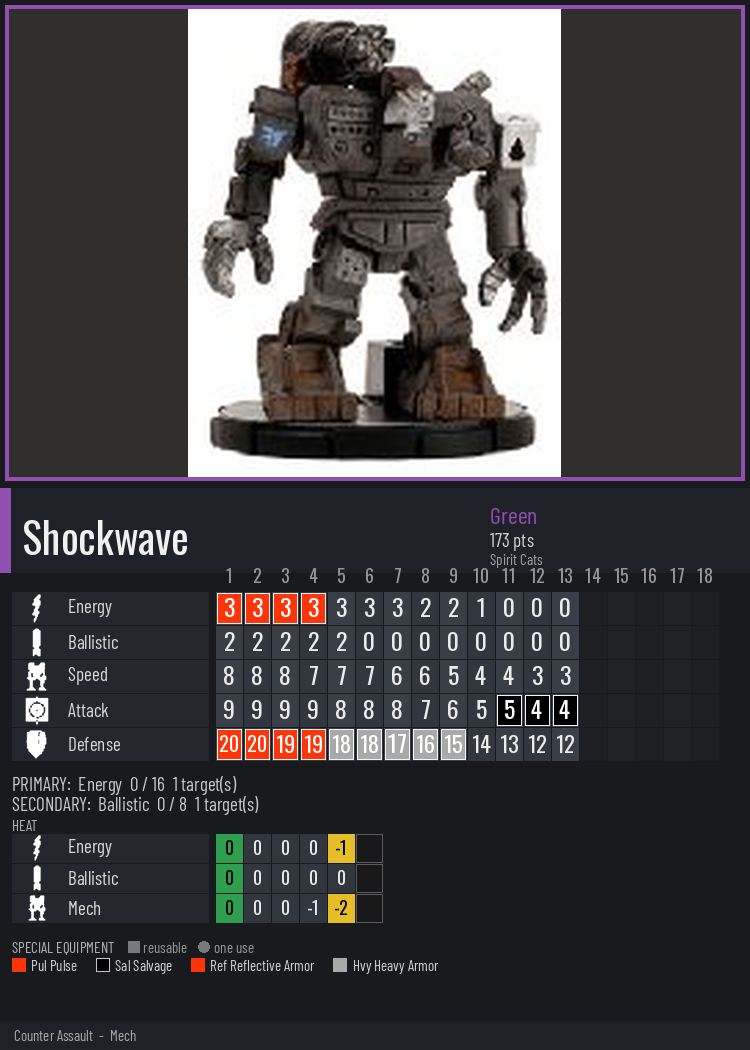 Shockwave
Green
173 pts
Spirit Cats
1 2 3 4 5 6 7 8 9 10 11 12 13 14 15 16 17 18
Energy 3 3 3 3 3 3 3 2 2 1 0 0 0
Ballistic 2 2 2 2 2 0 0 0 0 0 0 0 0
Speed 8 8 8 7 7 7 6 6 5 4 4 3 3
Attack 9 9 9 9 8 8 8 7 6 5 5 4 4
Defense 20 20 19 19 18 18 17 16 15 14 13 12 12
PRIMARY: Energy 0 / 16 1 target(s)
SECONDARY: Ballistic 0 / 8 1 target(s)
HEAT
Energy 0 0 0 0 -1
Ballistic 0 0 0 0 0
Mech 0 0 0 -1 -2
SPECIAL EQUIPMENT reusable one use
Pul Pulse Sal Salvage Ref Reflective Armor Hvy Heavy Armor
Counter Assault - Mech